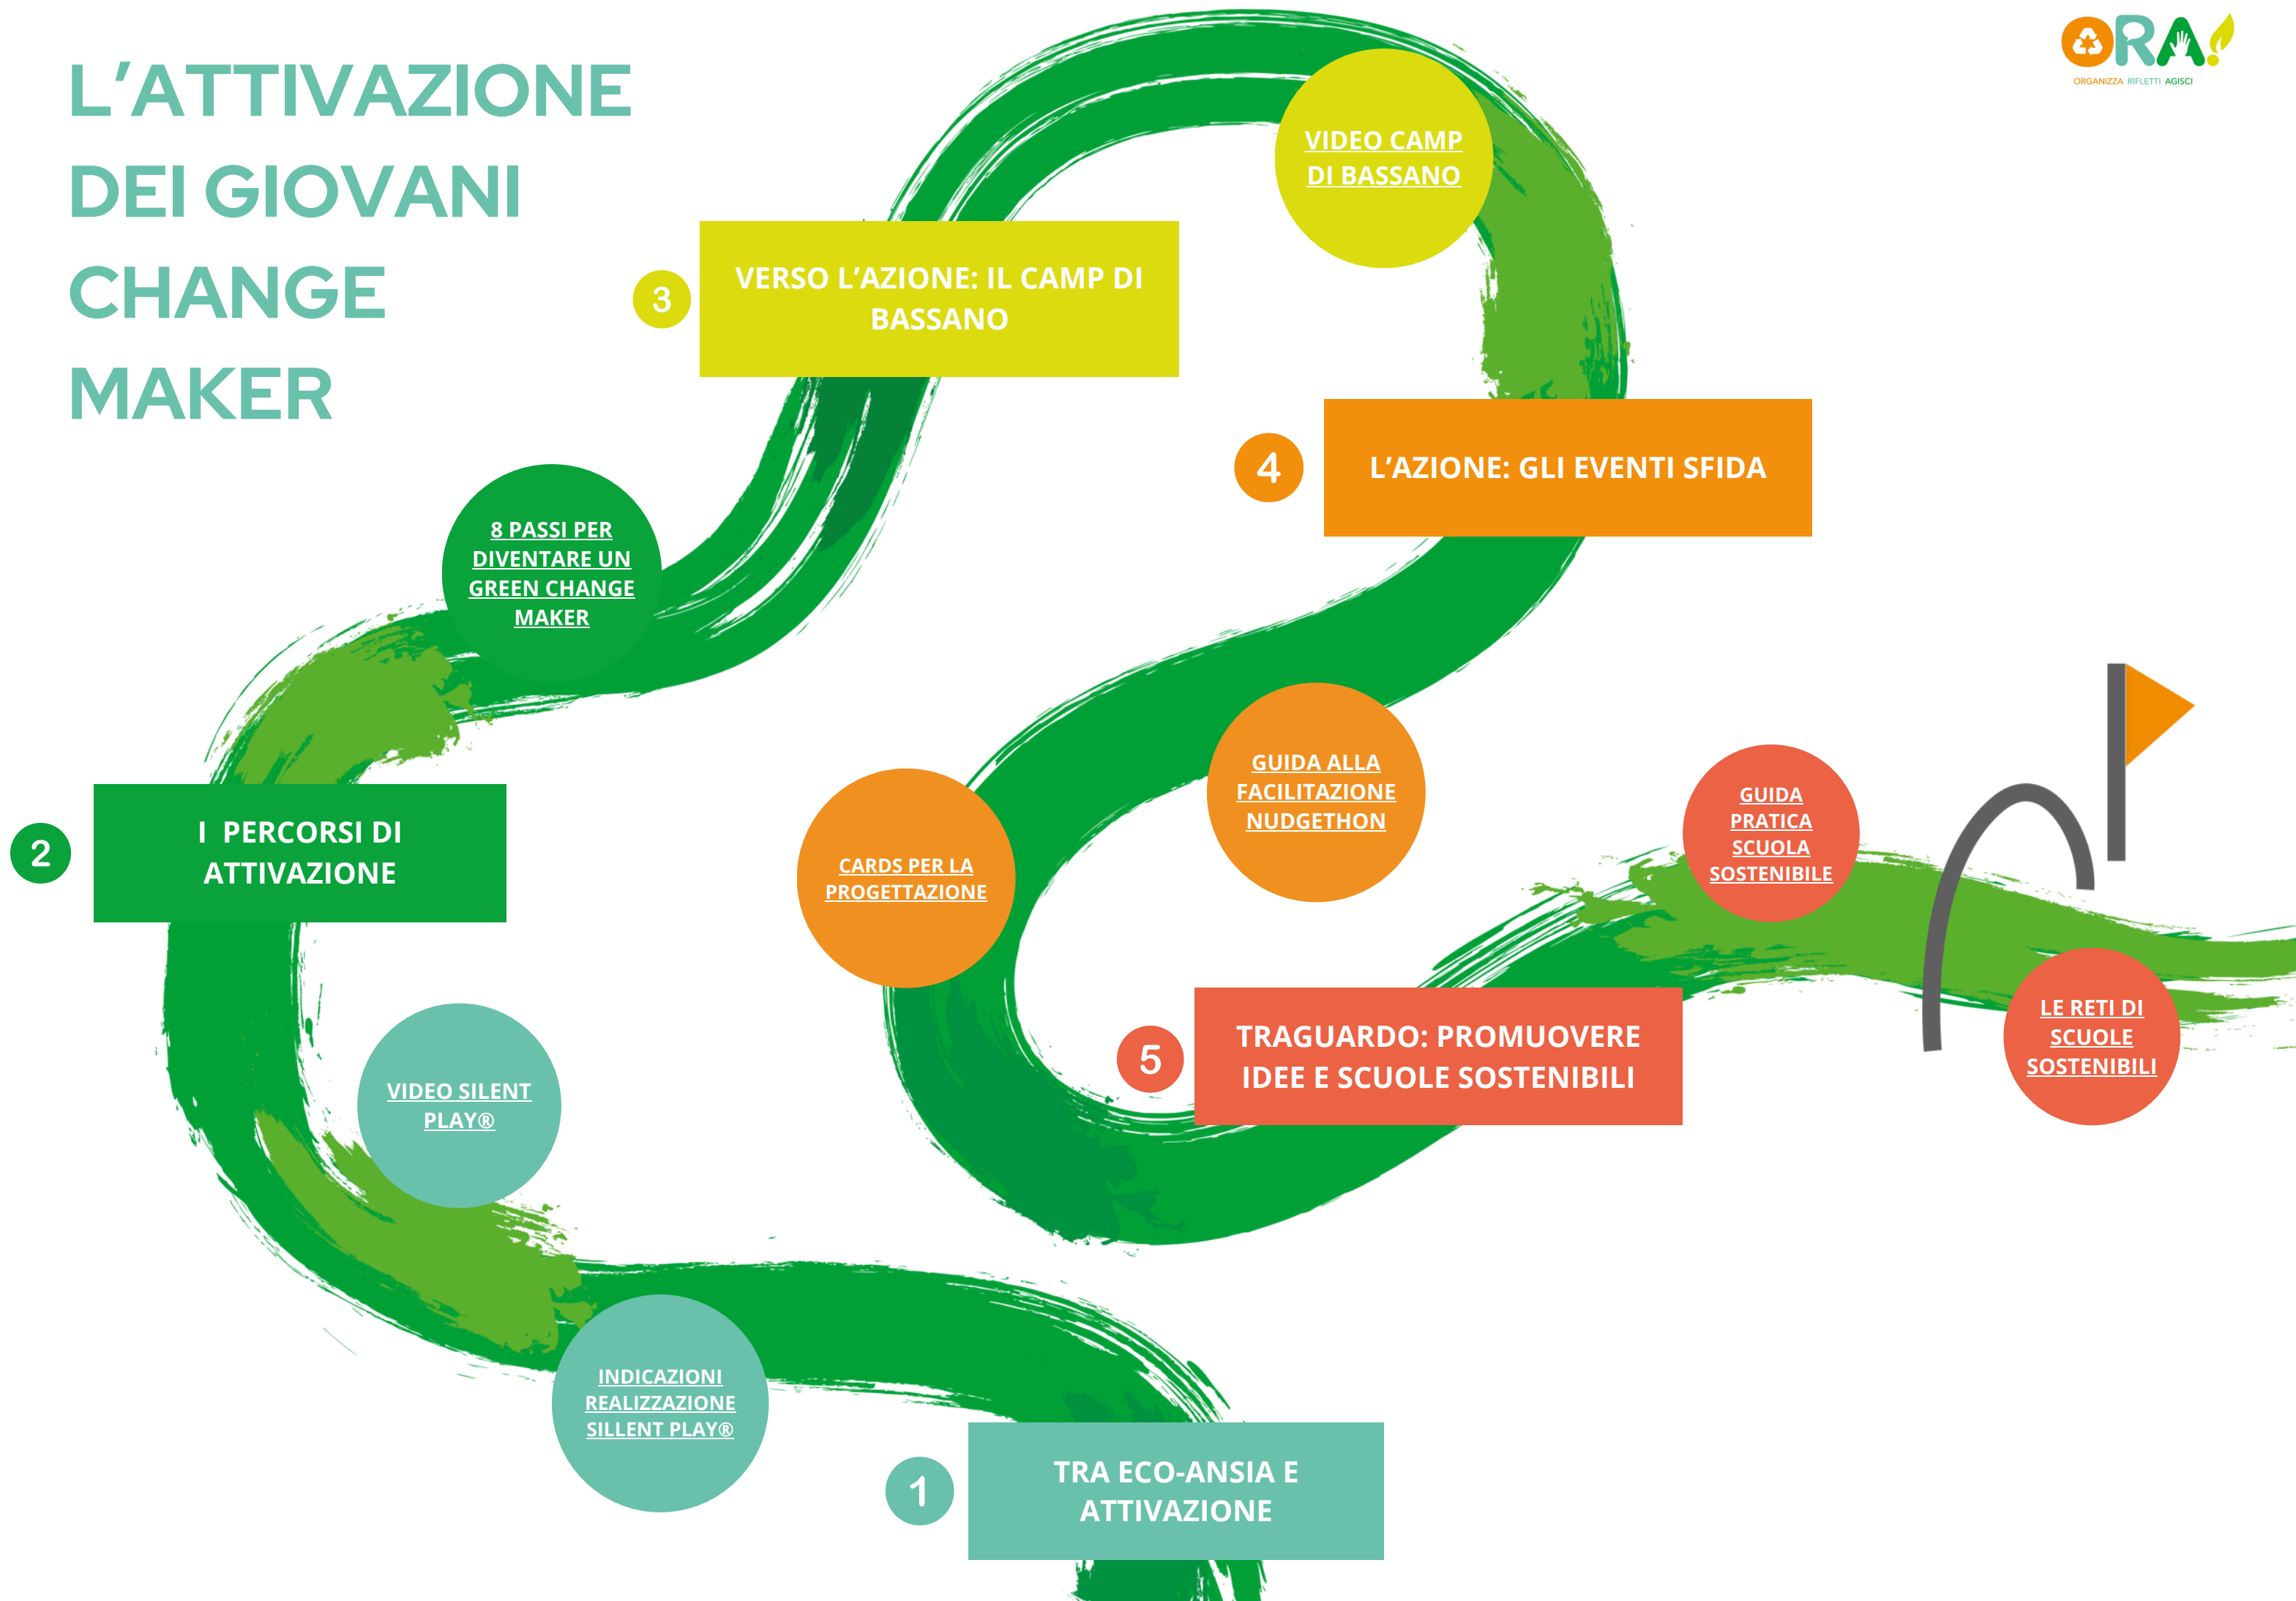 L’ATTIVAZIONE
DEI GIOVANI
CHANGE
MAKER
ORA!
ORGANIZZA RIFLETTI AGISCI
VIDEO CAMP
DI BASSANO
3
VERSO L’AZIONE: IL CAMP DI
BASSANO
4
L’AZIONE: GLI EVENTI SFIDA
8 PASSI PER
DIVENTARE UN
GREEN CHANGE
MAKER
2
I  PERCORSI DI
ATTIVAZIONE
CARDS PER LA
PROGETTAZIONE
GUIDA ALLA
FACILITAZIONE
NUDGETHON
GUIDA
PRATICA
SCUOLA
SOSTENIBILE
5
TRAGUARDO: PROMUOVERE
IDEE E SCUOLE SOSTENIBILI
LE RETI DI
SCUOLE
SOSTENIBILI
VIDEO SILENT
PLAY®
INDICAZIONI
REALIZZAZIONE
SILLENT PLAY®
1
TRA ECO-ANSIA E
ATTIVAZIONE